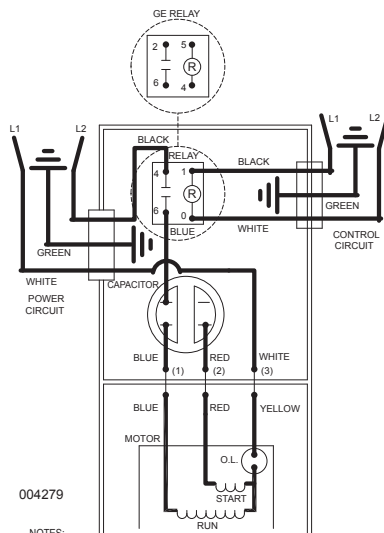 GE RELAY
2 5
R
6 4
L1 L2 L1 L2
BLACK
RELAY
BLACK
4 1
R
6 0
GREEN
BLUE
WHITE
CONTROL
CIRCUIT
GREEN
WHITE
CAPACITOR
POWER
CIRCUIT
BLUE RED WHITE
(1) (2) (3)
BLUE RED YELLOW
MOTOR
O.L.
START
RUN
004279
NOTES: